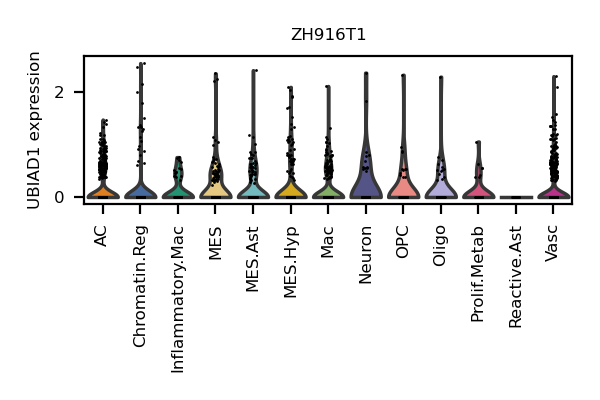 ZH916T1
UBIAD1 expression
2
0
AC
Chromatin.Reg
Inflammatory.Mac
MES
MES.Ast
MES.Hyp
Mac
Neuron
OPC
Oligo
Prolif.Metab
Reactive.Ast
Vasc